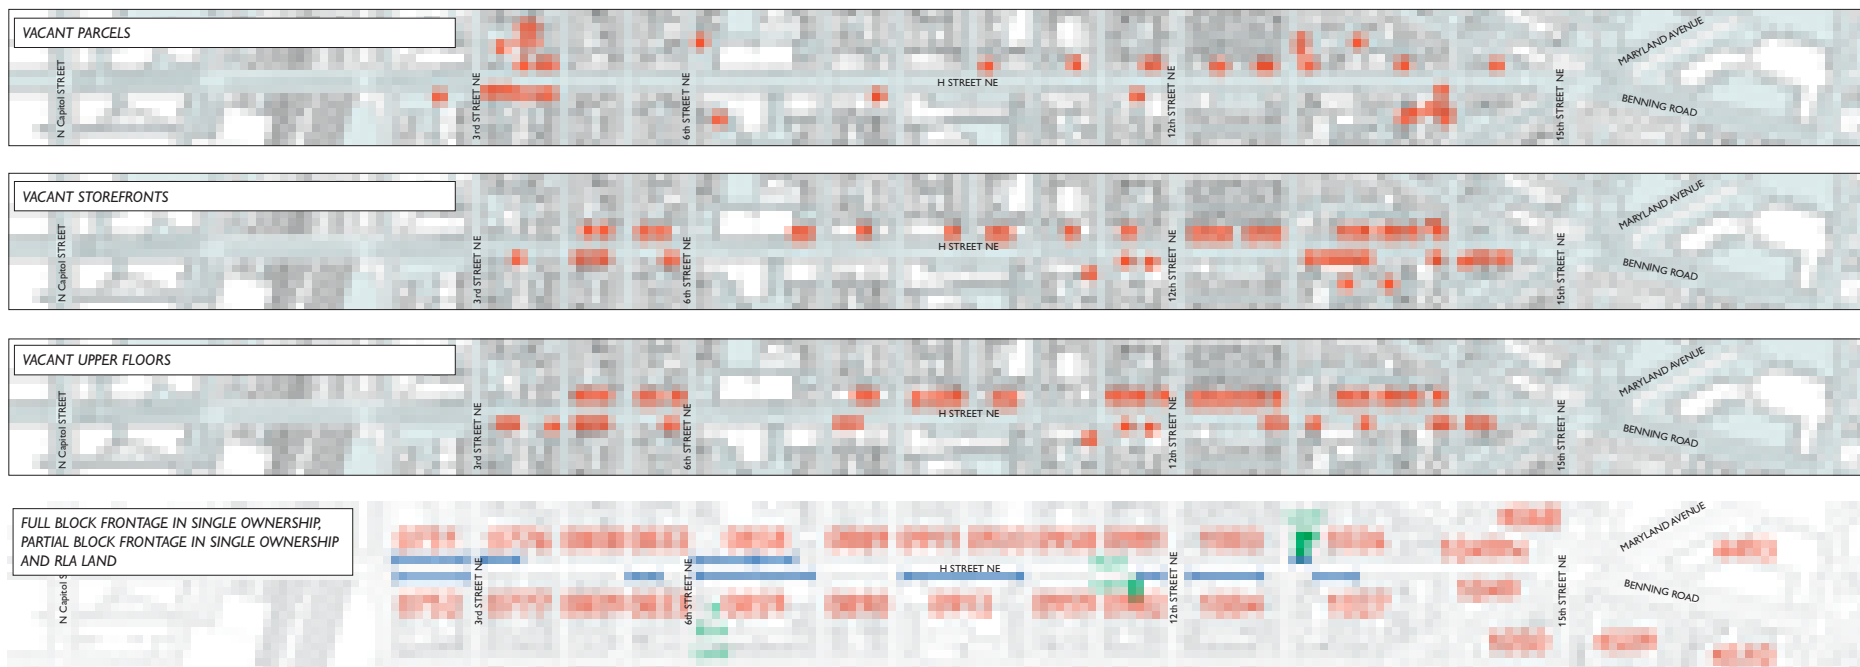 VACANT PARCELS
N Capitol STREET
3rd STREET NE
6th STREET NE
H STREET NE
12th STREET NE
15th STREET NE
MARYLAND AVENUE
BENNING ROAD
VACANT STOREFRONTS
N Capitol STREET
3rd STREET NE
6th STREET NE
H STREET NE
12th STREET NE
15th STREET NE
MARYLAND AVENUE
BENNING ROAD
VACANT UPPER FLOORS
N Capitol STREET
3rd STREET NE
6th STREET NE
H STREET NE
12th STREET NE
15th STREET NE
MARYLAND AVENUE
BENNING ROAD
FULL BLOCK FRONTAGE IN SINGLE OWNERSHIP,
PARTIAL BLOCK FRONTAGE IN SINGLE OWNERSHIP
AND RLA LAND
N Capitol S
3rd STREET NE
6th STREET NE
H STREET NE
12th STREET NE
15th STREET NE
MARYLAND AVENUE
BENNING ROAD